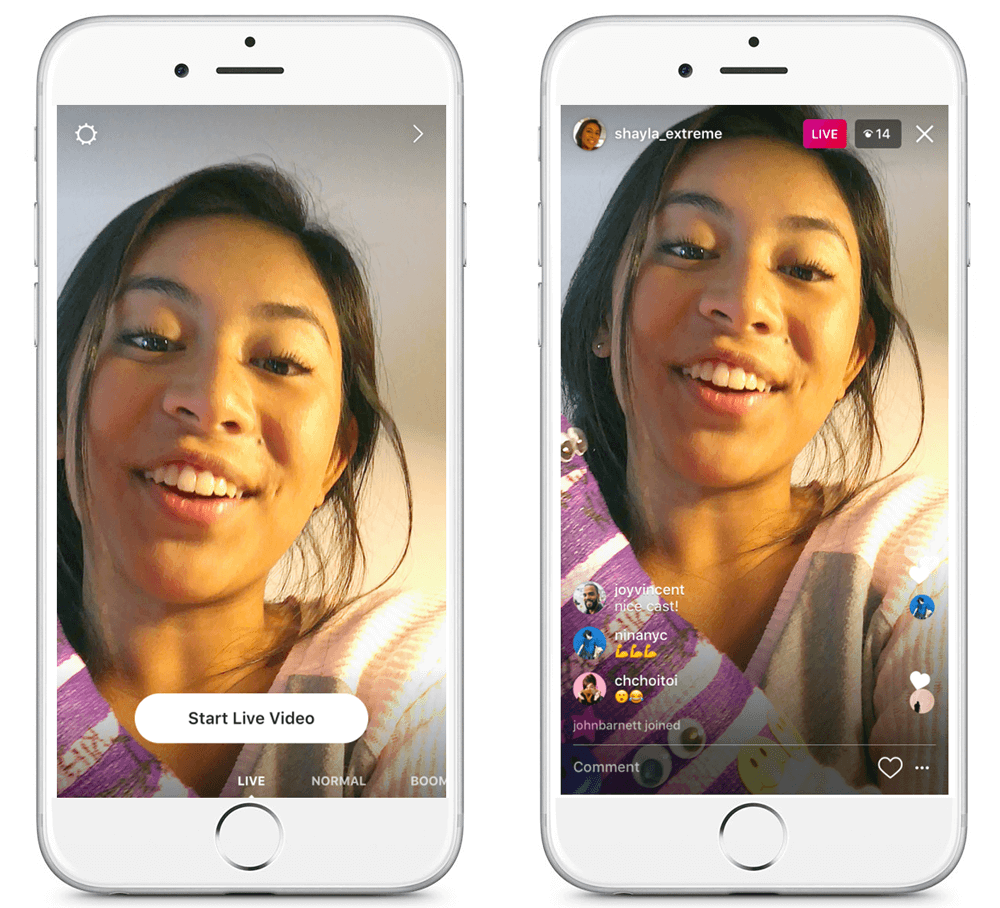 Start Live Video
LIVE NORMAL BOOM
shayla_extreme LIVE 14
joyvincent
nice cast!
ninanyc
💪💪💪
chchoitoi
😮😂
johnbarnett joined
Comment